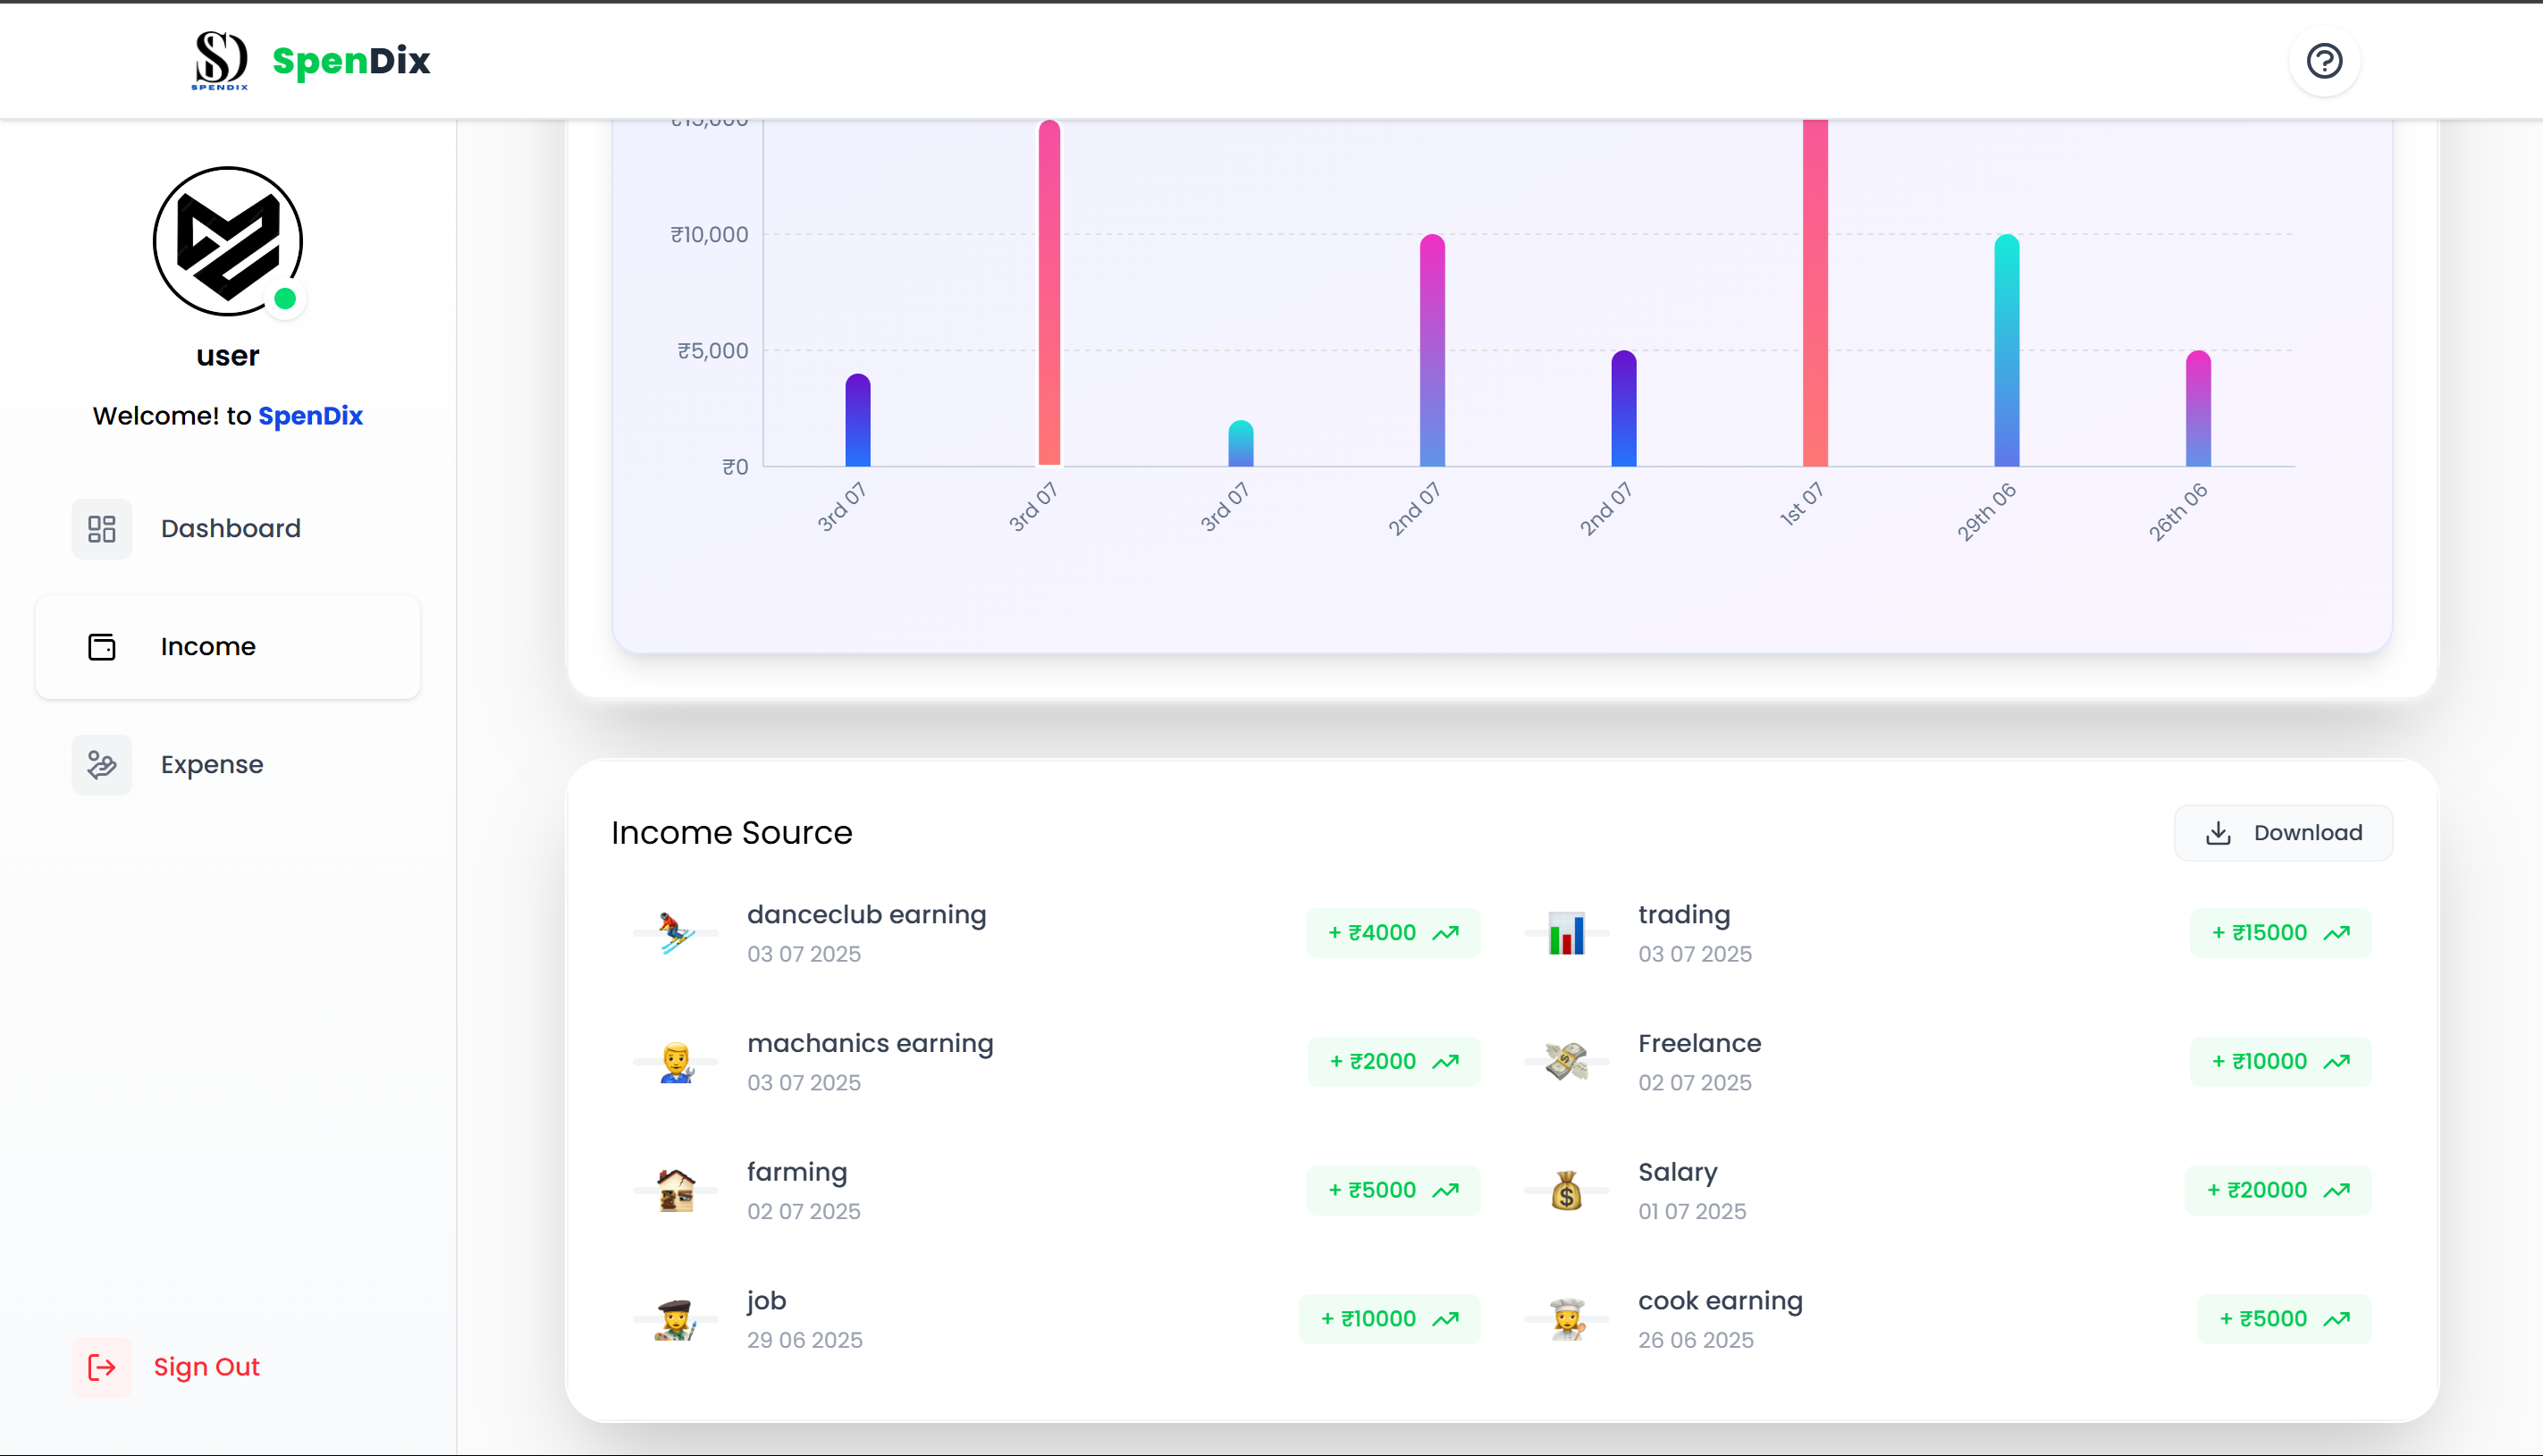 SPENDIX
SpenDix
user
Welcome! to SpenDix
Dashboard
Income
Expense
Sign Out
₹15,000
₹10,000
₹5,000
₹0
3rd 07
3rd 07
3rd 07
2nd 07
2nd 07
1st 07
29th 06
26th 06
Income Source
Download
danceclub earning
03 07 2025
+ ₹4000
trading
03 07 2025
+ ₹15000
machanics earning
03 07 2025
+ ₹2000
Freelance
02 07 2025
+ ₹10000
farming
02 07 2025
+ ₹5000
Salary
01 07 2025
+ ₹20000
job
29 06 2025
+ ₹10000
cook earning
26 06 2025
+ ₹5000